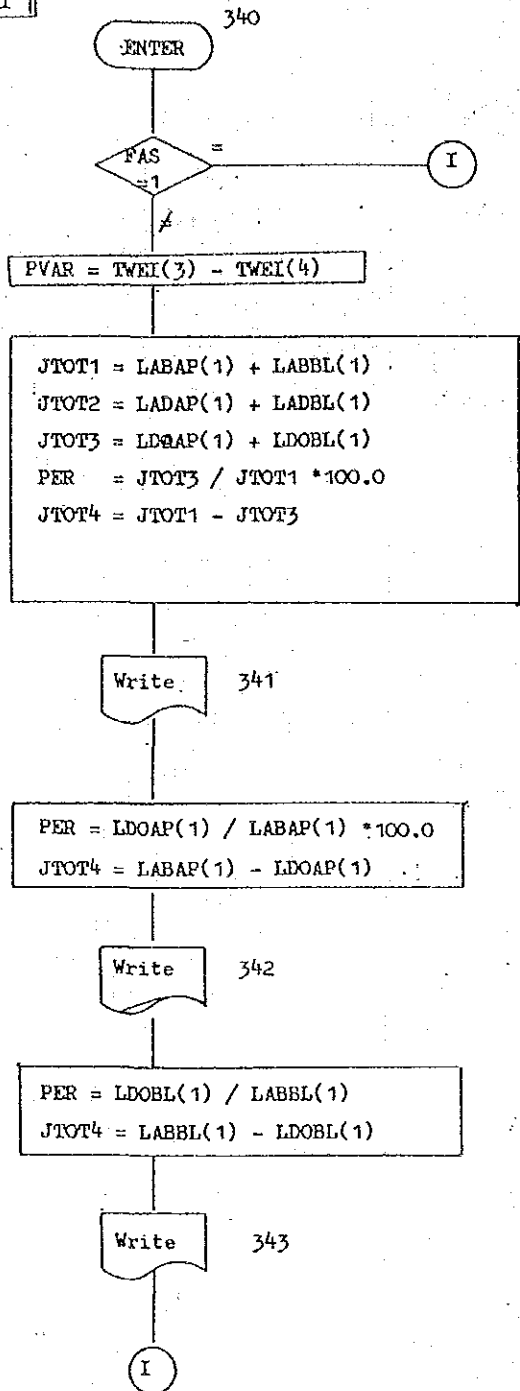 340
ENTER
FAS =
=1
I
≠
PVAR = TWEI(3) - TWEI(4)
JTOT1 = LABAP(1) + LABBL(1)
JTOT2 = LADAP(1) + LADBL(1)
JTOT3 = LDOAP(1) + LDOBL(1)
PER = JTOT3 / JTOT1 *100.0
JTOT4 = JTOT1 - JTOT3
Write 341
PER = LDOAP(1) / LABAP(1) *100.0
JTOT4 = LABAP(1) - LDOAP(1)
Write 342
PER = LDOBL(1) / LABBL(1)
JTOT4 = LABBL(1) - LDOBL(1)
Write 343
I